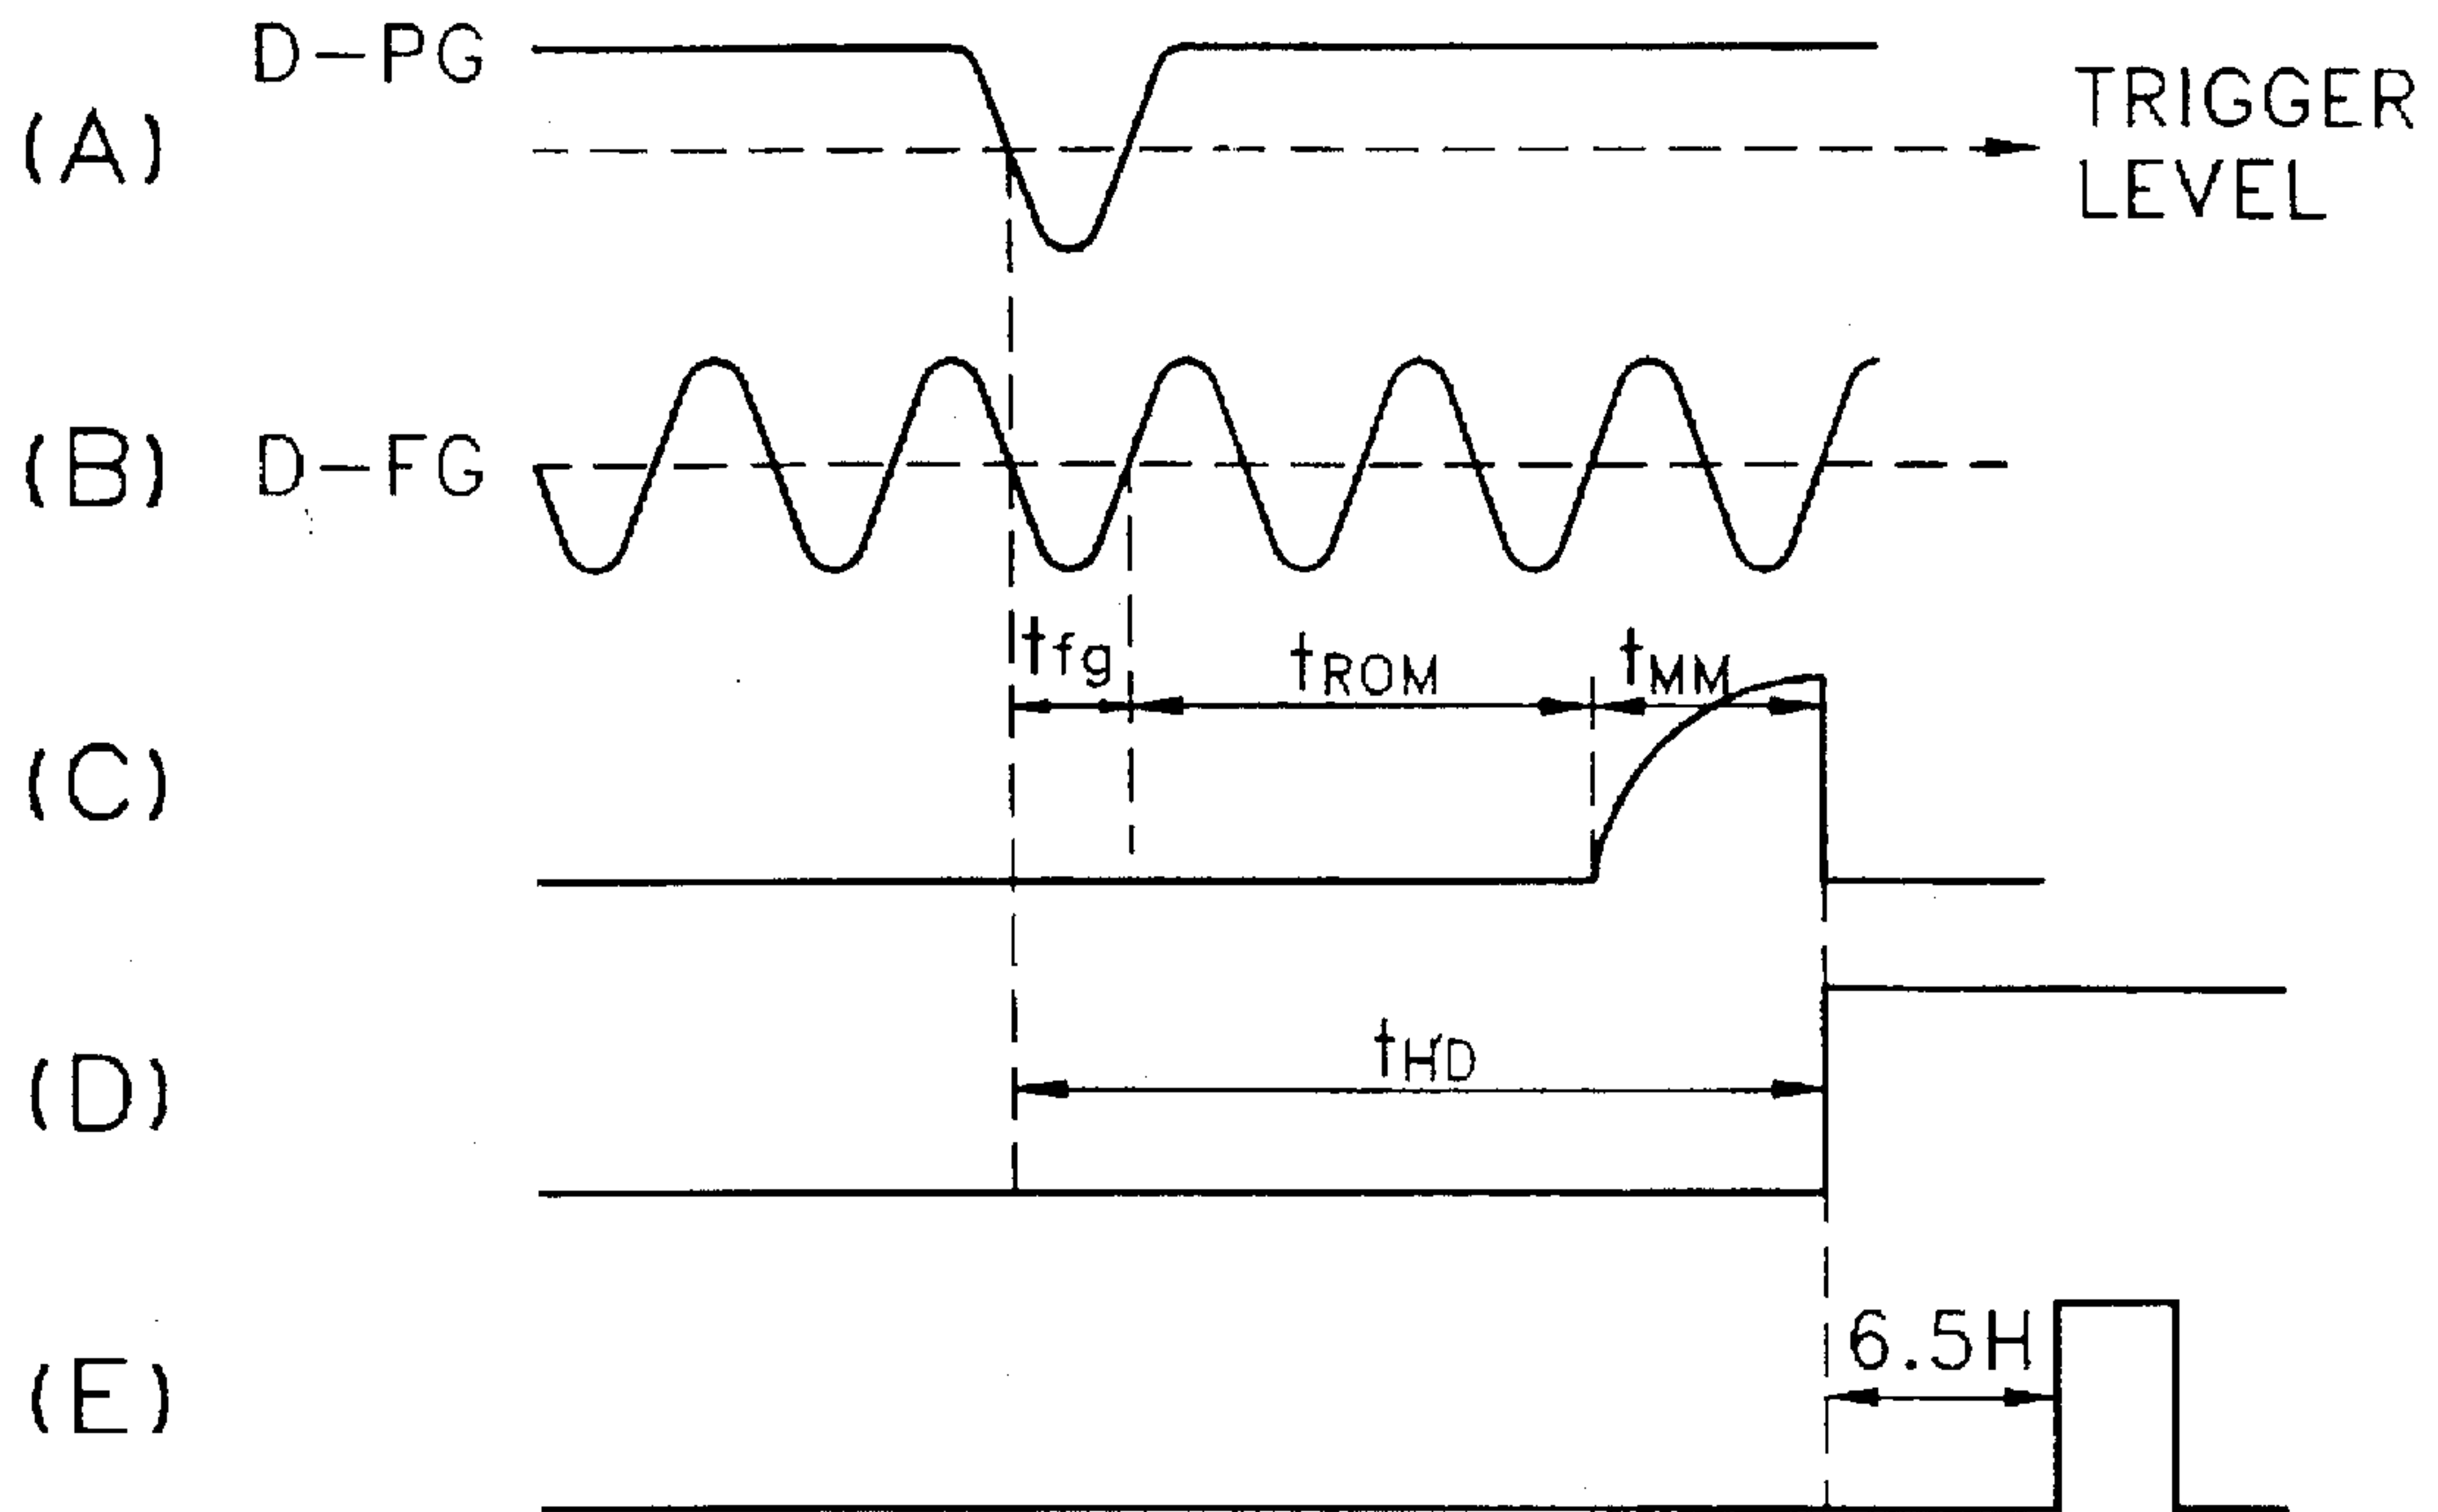 D-PG
(A)
TRIGGER
LEVEL
(B) D-FG
tfg tROM tMM
(C)
tHD
(D)
6.5H
(E)